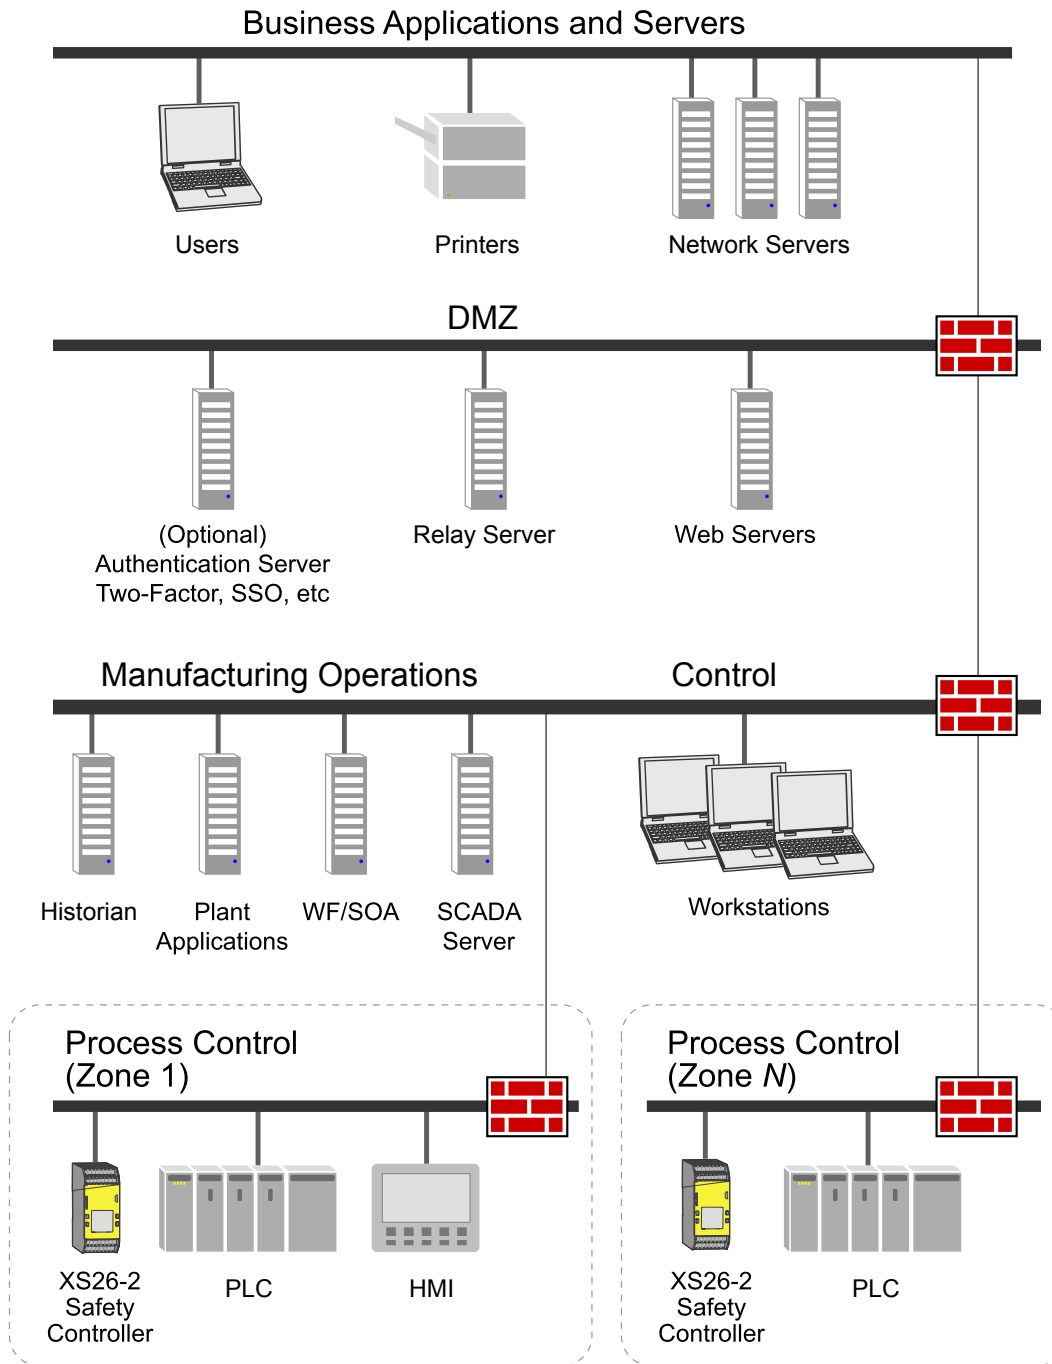 Business Applications and Servers
Users
Printers
Network Servers
DMZ
(Optional)
Authentication Server
Two-Factor, SSO, etc
Relay Server
Web Servers
Manufacturing Operations
Control
Historian
Plant
Applications
WF/SOA
SCADA
Server
Workstations
Process Control
(Zone 1)
XS26-2
Safety
Controller
PLC
HMI
Process Control
(Zone N)
XS26-2
Safety
Controller
PLC